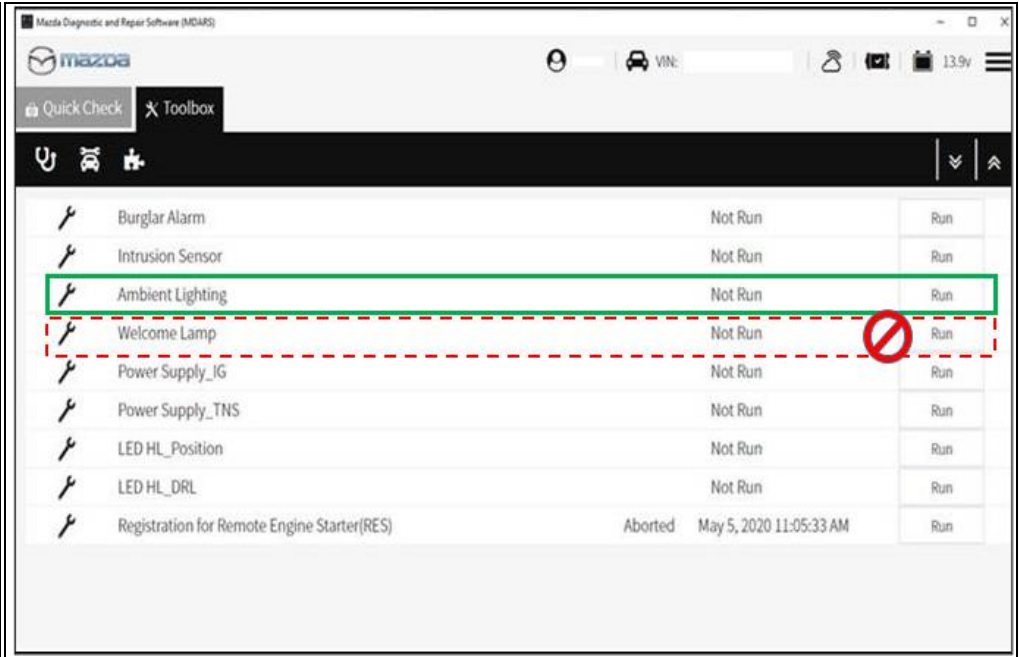 Mazda Diagnostic and Repair Software (MDARS)
mazda VIN: 13.9v
Quick Check Toolbox
Burglar Alarm Not Run Run
Intrusion Sensor Not Run Run
Ambient Lighting Not Run Run
Welcome Lamp Not Run Run
Power Supply_IG Not Run Run
Power Supply_TNS Not Run Run
LED HL_Position Not Run Run
LED HL_DRL Not Run Run
Registration for Remote Engine Starter(RES) Aborted May 5, 2020 11:05:33 AM Run